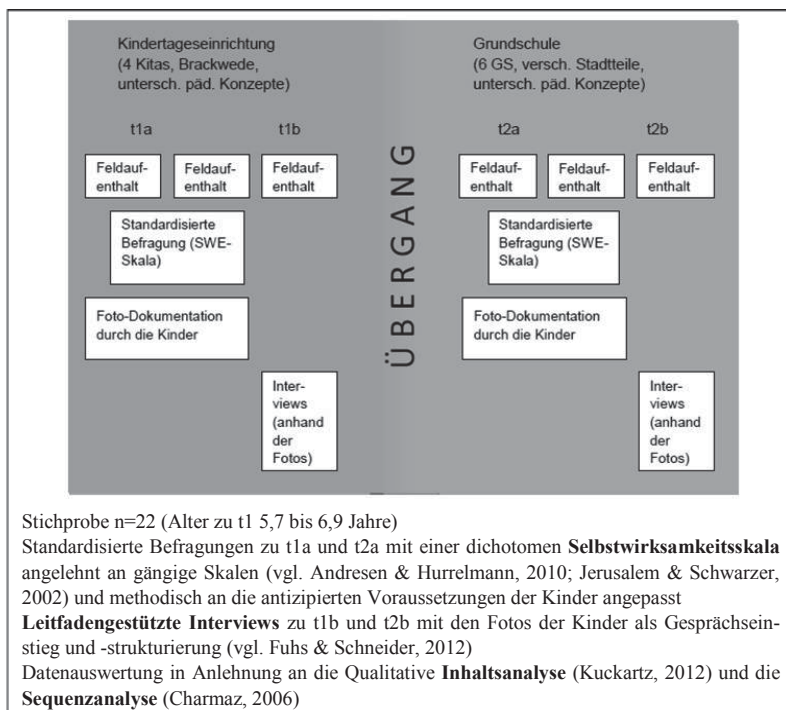 Kindertageseinrichtung
(4 Kitas, Brackwede,
untersch. päd. Konzepte)
t1a
t1b
Feldauf-
enthalt
Feldauf-
enthalt
Feldauf-
enthalt
Standardisierte
Befragung (SWE-
Skala)
Foto-Dokumentation
durch die Kinder
Inter-
views
(anhand
der
Fotos)
ÜBERGANG
Grundschule
(6 GS, versch. Stadtteile,
untersch. päd. Konzepte)
t2a
t2b
Feldauf-
enthalt
Feldauf-
enthalt
Feldauf-
enthalt
Standardisierte
Befragung (SWE-
Skala)
Foto-Dokumentation
durch die Kinder
Inter-
views
(anhand
der
Fotos)
Stichprobe n=22 (Alter zu t1 5,7 bis 6,9 Jahre)
Standardisierte Befragungen zu t1a und t2a mit einer dichotomen Selbstwirksamkeitsskala
angelehnt an gängige Skalen (vgl. Andresen & Hurrelmann, 2010; Jerusalem & Schwarzer,
2002) und methodisch an die antizipierten Voraussetzungen der Kinder angepasst
Leitfadengestützte Interviews zu t1b und t2b mit den Fotos der Kinder als Gesprächsein-
stieg und -strukturierung (vgl. Fuhs & Schneider, 2012)
Datenauswertung in Anlehnung an die Qualitative Inhaltsanalyse (Kuckartz, 2012) und die
Sequenzanalyse (Charmaz, 2006)